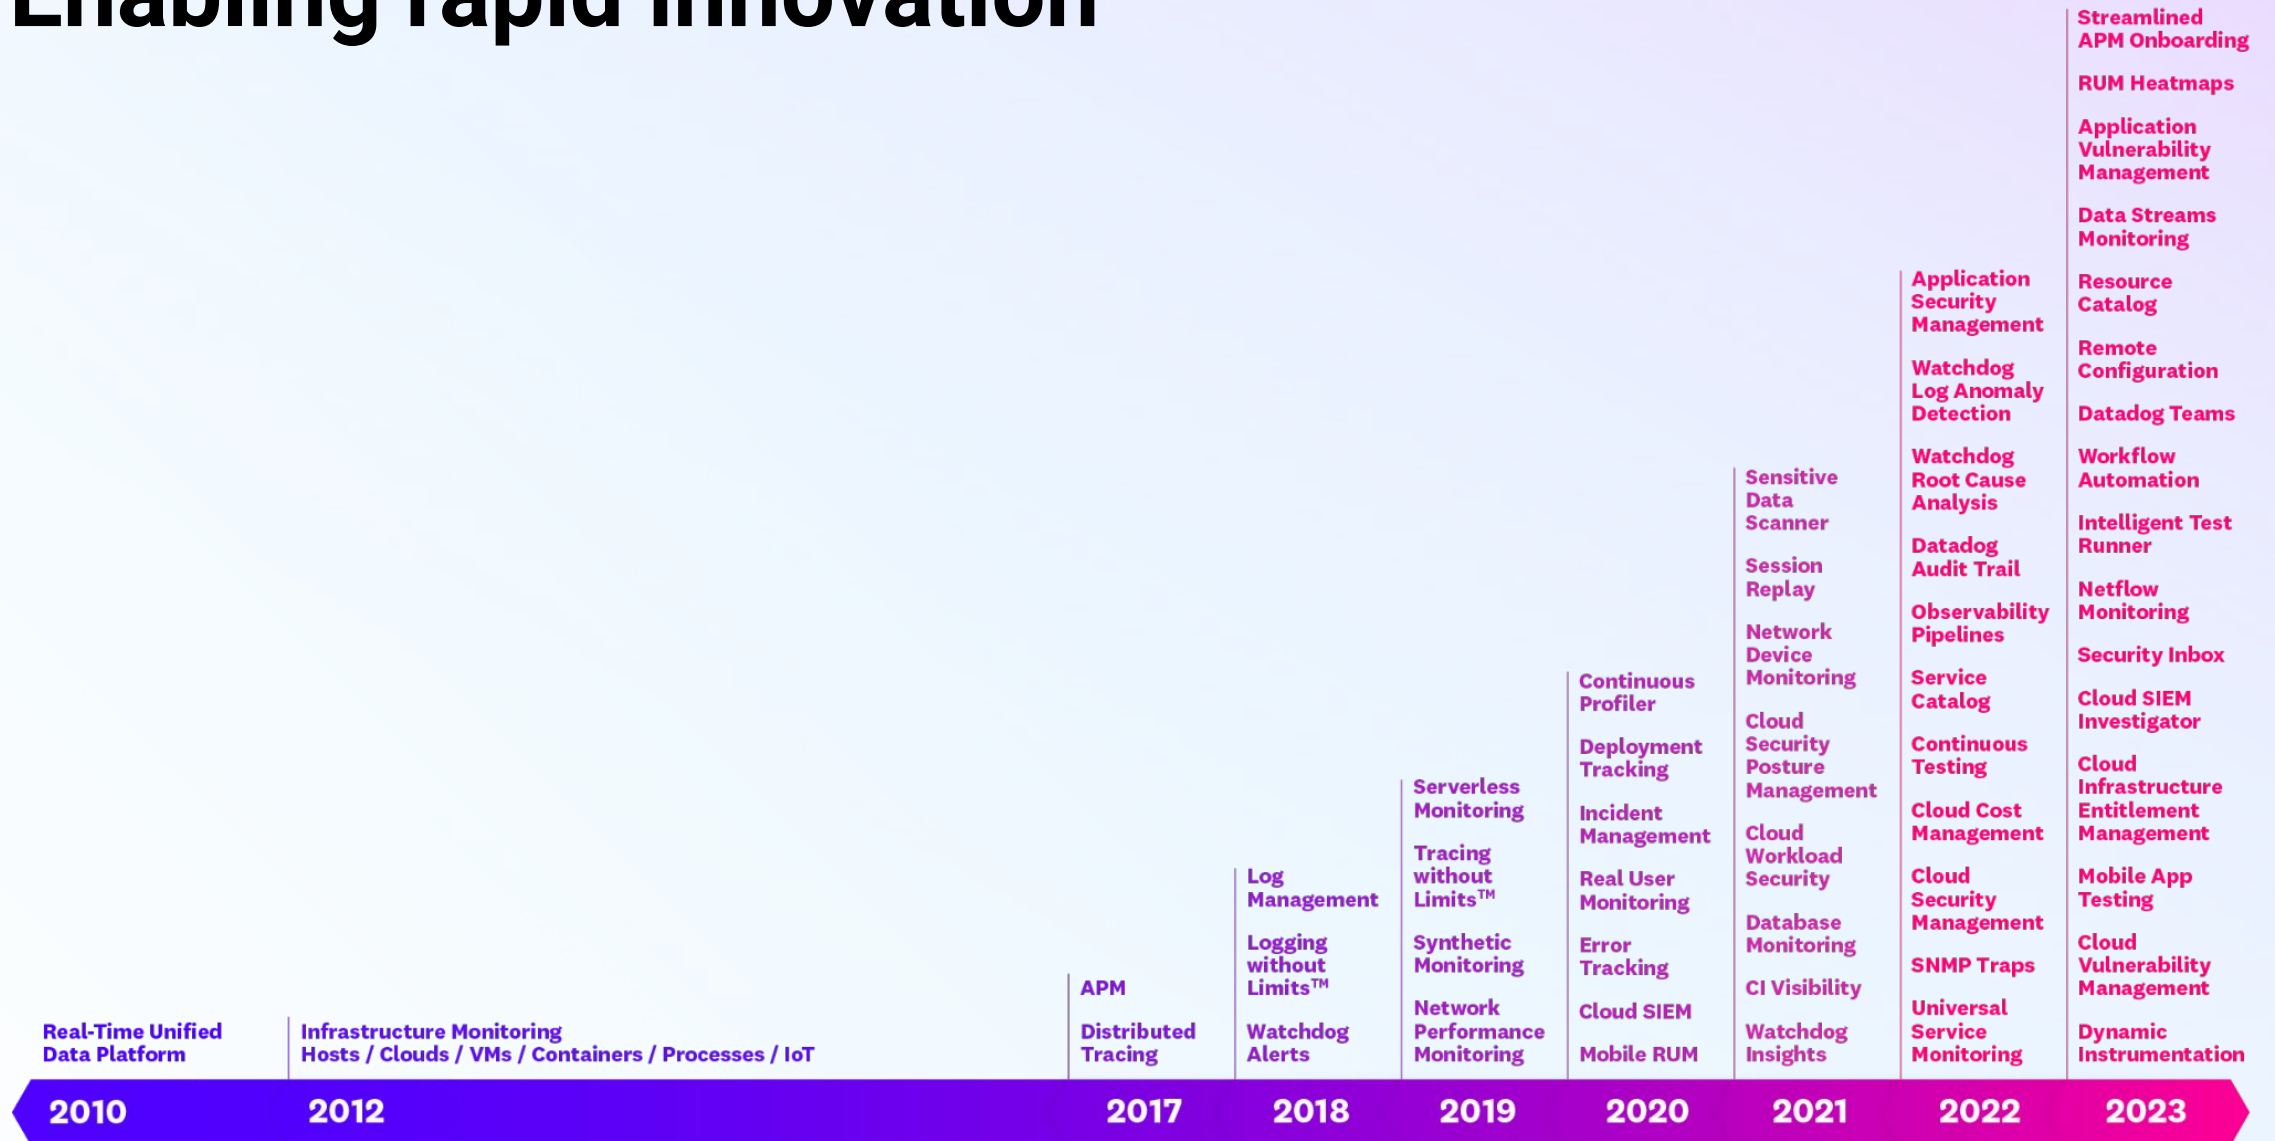 Enabling rapid innovation
Real-Time Unified
Data Platform
2010
Infrastructure Monitoring
Hosts / Clouds / VMs / Containers / Processes / IoT
2012
APM
Distributed
Tracing
2017
Log
Management
Logging
without
Limits™
Watchdog
Alerts
2018
Serverless
Monitoring
Tracing
without
Limits™
Synthetic
Monitoring
Network
Performance
Monitoring
2019
Continuous
Profiler
Deployment
Tracking
Incident
Management
Real User
Monitoring
Error
Tracking
Cloud SIEM
Mobile RUM
2020
Sensitive
Data
Scanner
Session
Replay
Network
Device
Monitoring
Cloud
Security
Posture
Management
Cloud
Workload
Security
Database
Monitoring
CI Visibility
Watchdog
Insights
2021
Application
Security
Management
Watchdog
Log Anomaly
Detection
Watchdog
Root Cause
Analysis
Datadog
Audit Trail
Observability
Pipelines
Service
Catalog
Continuous
Testing
Cloud Cost
Management
Cloud
Security
Management
SNMP Traps
Universal
Service
Monitoring
2022
Streamlined
APM Onboarding
RUM Heatmaps
Application
Vulnerability
Management
Data Streams
Monitoring
Resource
Catalog
Remote
Configuration
Datadog Teams
Workflow
Automation
Intelligent Test
Runner
Netflow
Monitoring
Security Inbox
Cloud SIEM
Investigator
Cloud
Infrastructure
Entitlement
Management
Mobile App
Testing
Cloud
Vulnerability
Management
Dynamic
Instrumentation
2023